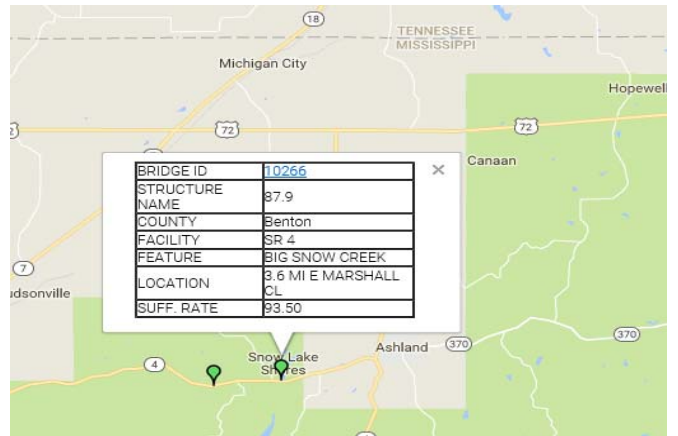 18
TENNESSEE
MISSISSIPPI
Michigan City
Hopewell
72
72
Canaan
BRIDGE ID 10266
STRUCTURE
NAME 87.9
COUNTY Benton
FACILITY SR 4
FEATURE BIG SNOW CREEK
LOCATION 3.6 MI E MARSHALL
CL
SUFF. RATE 93.50
7
udsonville
370
Ashland 370
Snow Lake
Shores
4